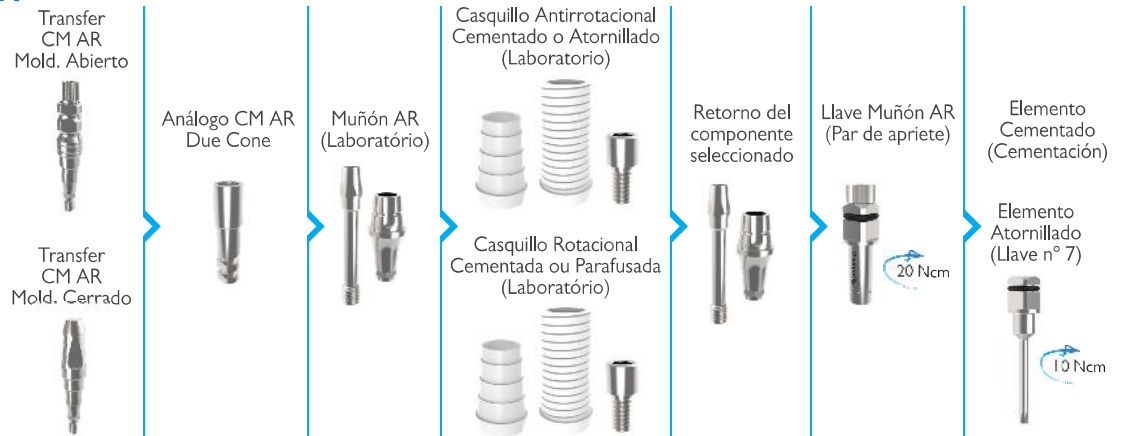 Transfer
CM AR
Mold. Abierto
Transfer
CM AR
Mold. Cerrado
Análogo CM AR
Due Cone
Muñón AR
(Laboratório)
Casquillo Antirrotacional
Cementado o Atornillado
(Laboratorio)
Casquillo Rotacional
Cementada ou Parafusada
(Laboratório)
Retorno del
componente
seleccionado
Llave Muñón AR
(Par de apriete)
20 Ncm
Elemento
Cementado
(Cementación)
Elemento
Atornillado
(Llave nº 7)
10 Ncm